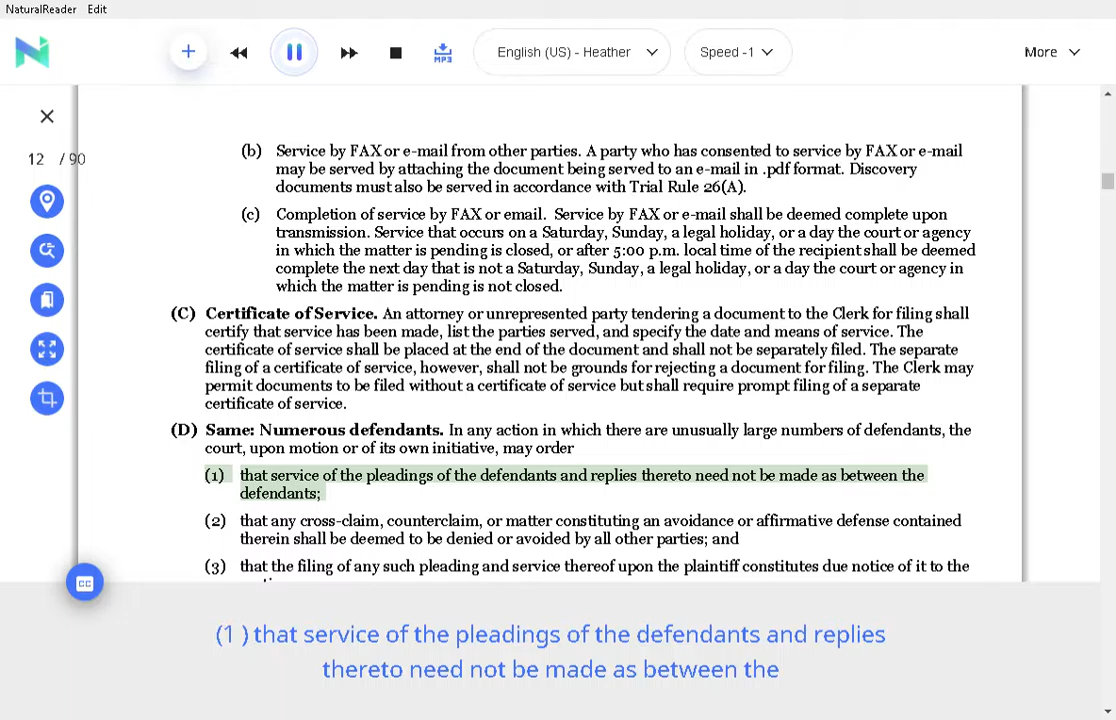 NaturalReader Edit
English (US) - Heather
Speed -1
More
MP3
12 / 90
(b) Service by FAX or e-mail from other parties. A party who has consented to service by FAX or e-mail
may be served by attaching the document being served to an e-mail in .pdf format. Discovery
documents must also be served in accordance with Trial Rule 26(A).
(c) Completion of service by FAX or email. Service by FAX or e-mail shall be deemed complete upon
transmission. Service that occurs on a Saturday, Sunday, a legal holiday, or a day the court or agency
in which the matter is pending is closed, or after 5:00 p.m. local time of the recipient shall be deemed
complete the next day that is not a Saturday, Sunday, a legal holiday, or a day the court or agency in
which the matter is pending is not closed.
(C) Certificate of Service. An attorney or unrepresented party tendering a document to the Clerk for filing shall
certify that service has been made, list the parties served, and specify the date and means of service. The
certificate of service shall be placed at the end of the document and shall not be separately filed. The separate
filing of a certificate of service, however, shall not be grounds for rejecting a document for filing. The Clerk may
permit documents to be filed without a certificate of service but shall require prompt filing of a separate
certificate of service.
(D) Same: Numerous defendants. In any action in which there are unusually large numbers of defendants, the
court, upon motion or of its own initiative, may order
(1) that service of the pleadings of the defendants and replies thereto need not be made as between the
defendants;
(2) that any cross-claim, counterclaim, or matter constituting an avoidance or affirmative defense contained
therein shall be deemed to be denied or avoided by all other parties; and
(3) that the filing of any such pleading and service thereof upon the plaintiff constitutes due notice of it to the
CC
(1 ) that service of the pleadings of the defendants and replies
thereto need not be made as between the